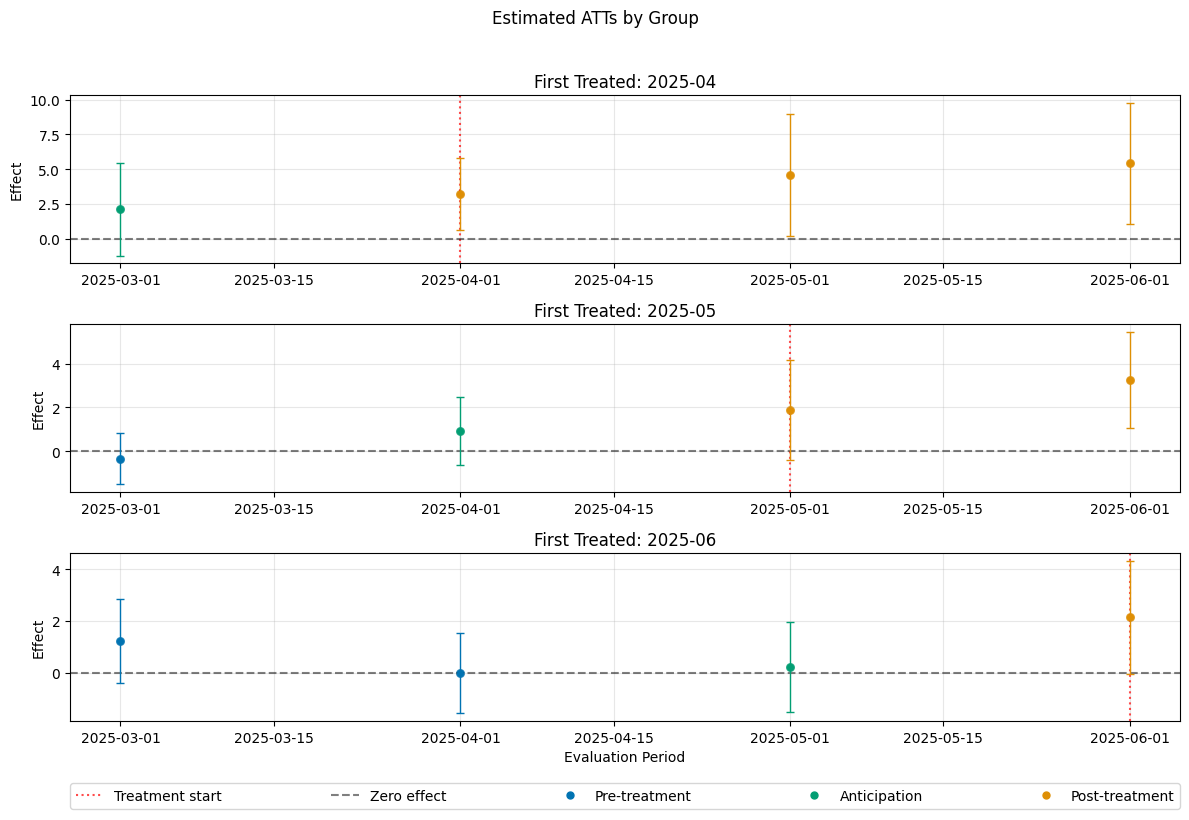 Estimated ATTs by Group
First Treated: 2025-04
Effect
10.0
7.5
5.0
2.5
0.0
2025-03-01 2025-03-15 2025-04-01 2025-04-15 2025-05-01 2025-05-15 2025-06-01
First Treated: 2025-05
Effect
4
2
0
2025-03-01 2025-03-15 2025-04-01 2025-04-15 2025-05-01 2025-05-15 2025-06-01
First Treated: 2025-06
Effect
4
2
0
2025-03-01 2025-03-15 2025-04-01 2025-04-15 2025-05-01 2025-05-15 2025-06-01
Evaluation Period
Treatment start Zero effect Pre-treatment Anticipation Post-treatment